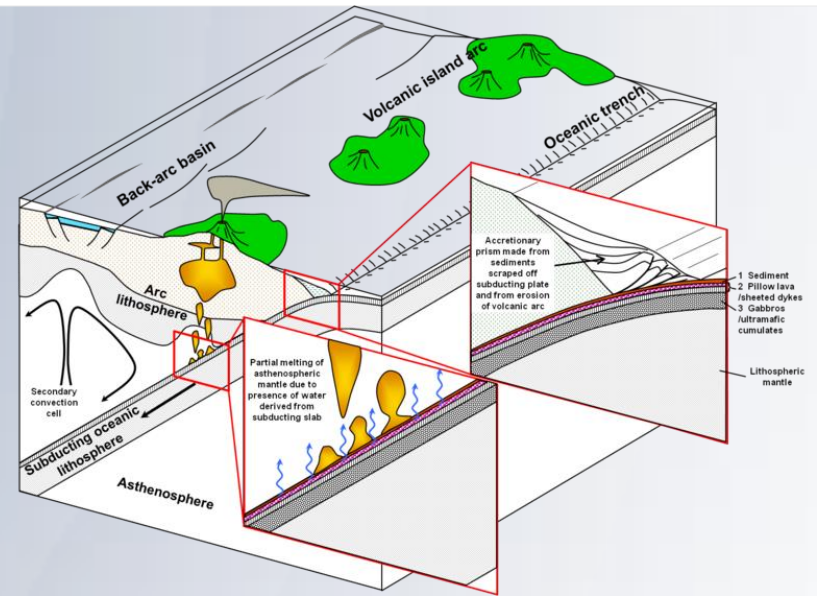 Volcanic island arc
Oceanic trench
Back-arc basin
Accretionary
prism made from
sediments
scraped off
subducting plate
and from erosion
of volcanic arc
1 Sediment
2 Pillow lava
/sheeted dykes
3 Gabbros
/ultramafic
cumulates
Lithospheric
mantle
Arc
lithosphere
Partial melting of
asthenospheric
mantle due to
presence of water
derived from
subducting slab
Secondary
convection
cell
Subducting oceanic
lithosphere
Asthenosphere